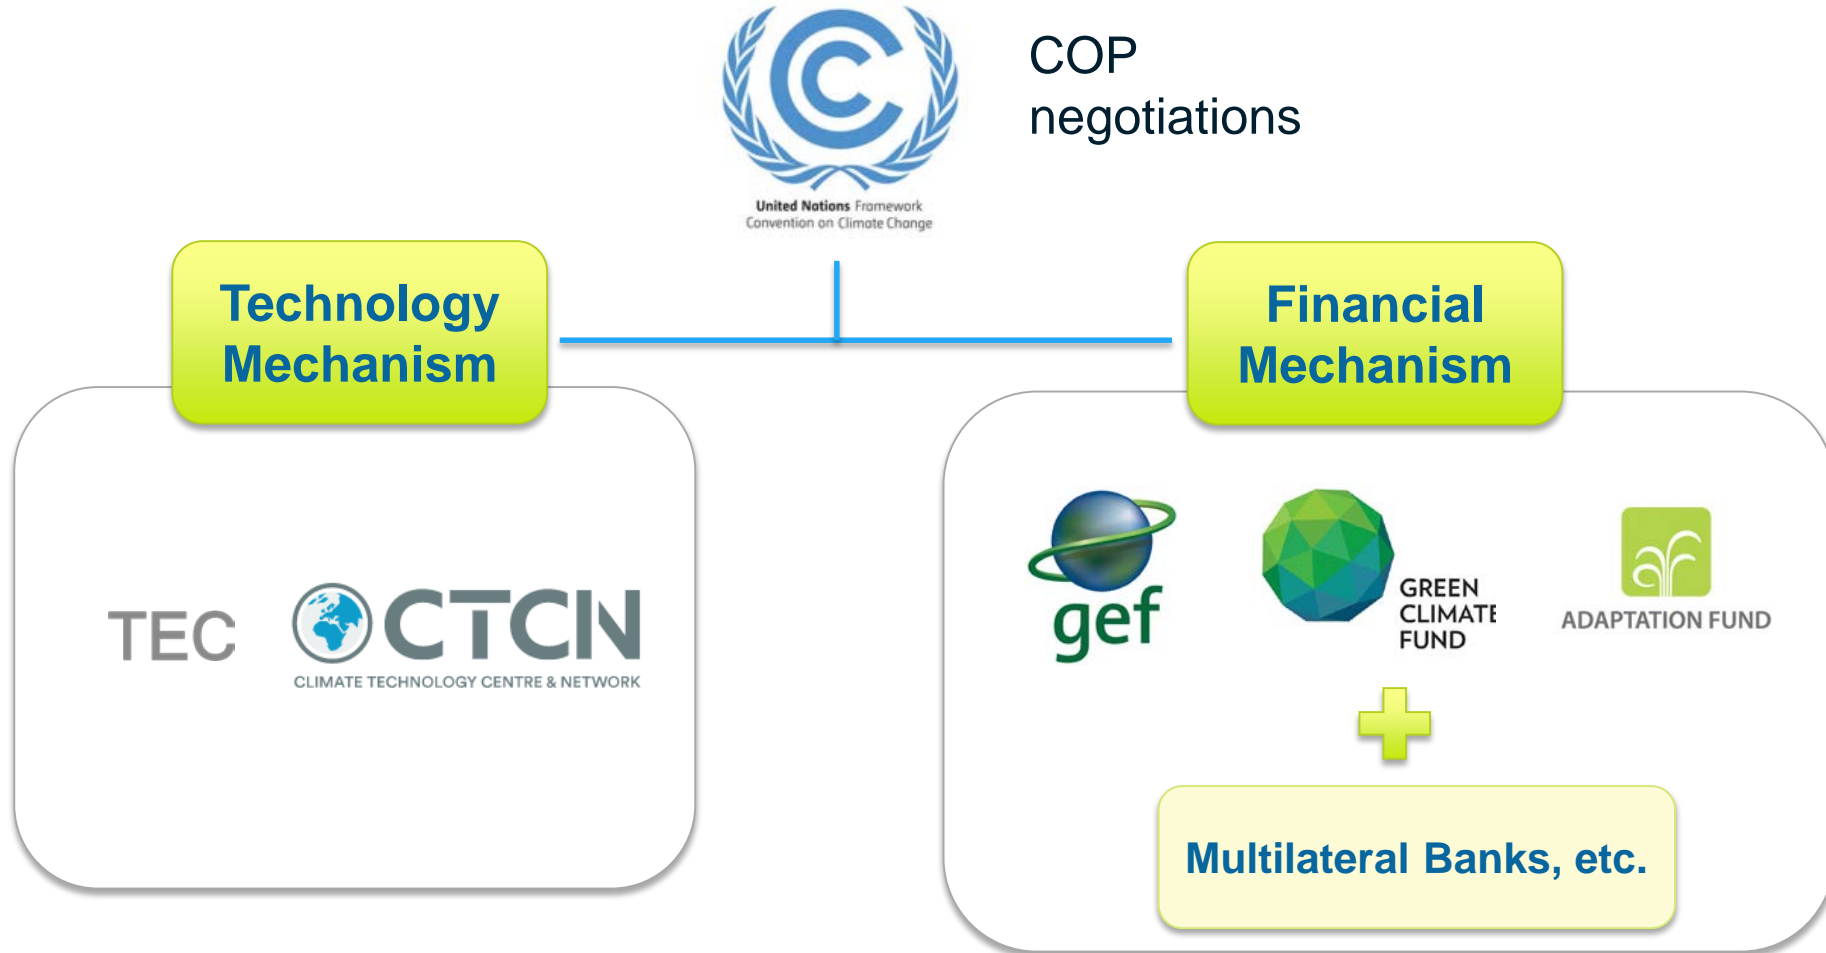 COP
negotiations
United Nations Framework
Convention on Climate Change
Technology
Mechanism
Financial
Mechanism
TEC
CTCN
CLIMATE TECHNOLOGY CENTRE & NETWORK
gef
GREEN
CLIMATE
FUND
ADAPTATION FUND
Multilateral Banks, etc.